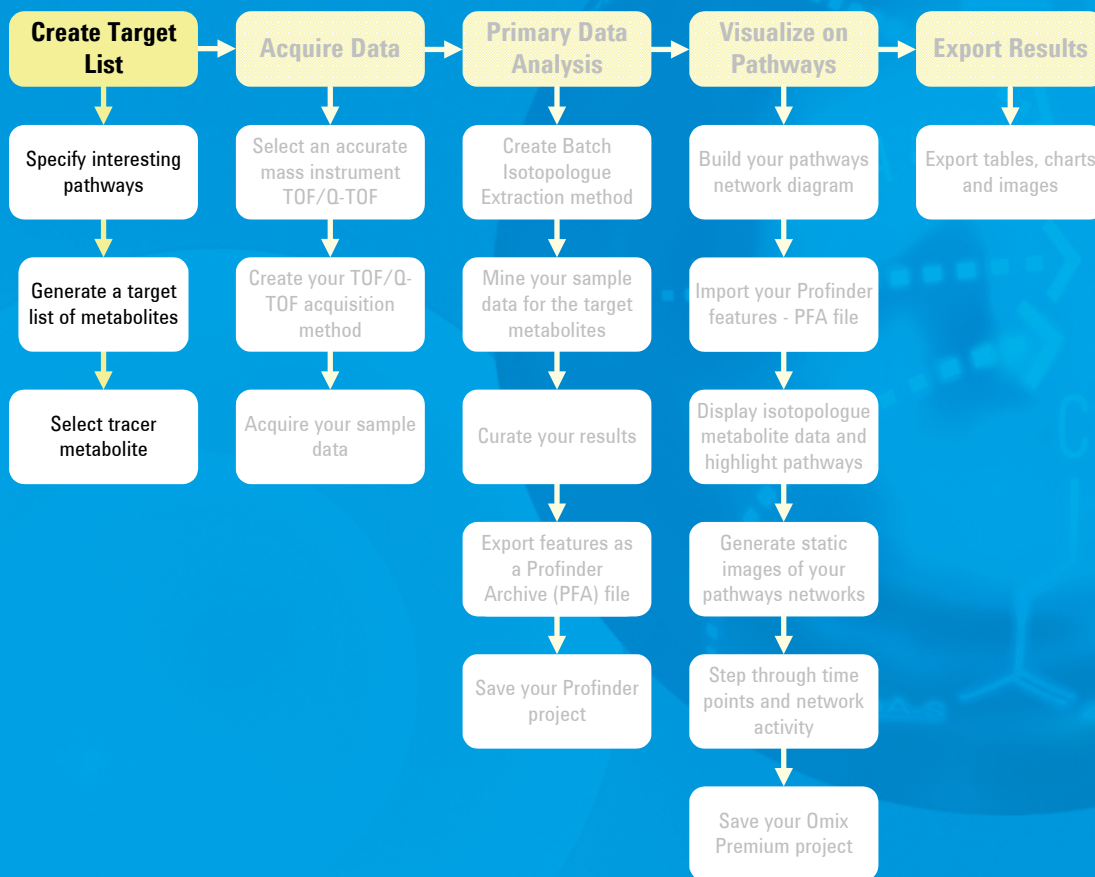 Create Target
List
Acquire Data
Primary Data
Analysis
Visualize on
Pathways
Export Results
Specify interesting
pathways
Generate a target
list of metabolites
Select tracer
metabolite
Select an accurate
mass instrument
TOF/Q-TOF
Create your TOF/Q-
TOF acquisition
method
Acquire your sample
data
Create Batch
Isotopologue
Extraction method
Mine your sample
data for the target
metabolites
Curate your results
Export features as
a Profinder
Archive (PFA) file
Save your Profinder
project
Build your pathways
network diagram
Import your Profinder
features - PFA file
Display isotopologue
metabolite data and
highlight pathways
Generate static
images of your
pathways networks
Step through time
points and network
activity
Save your Omix
Premium project
Export tables, charts
and images
C